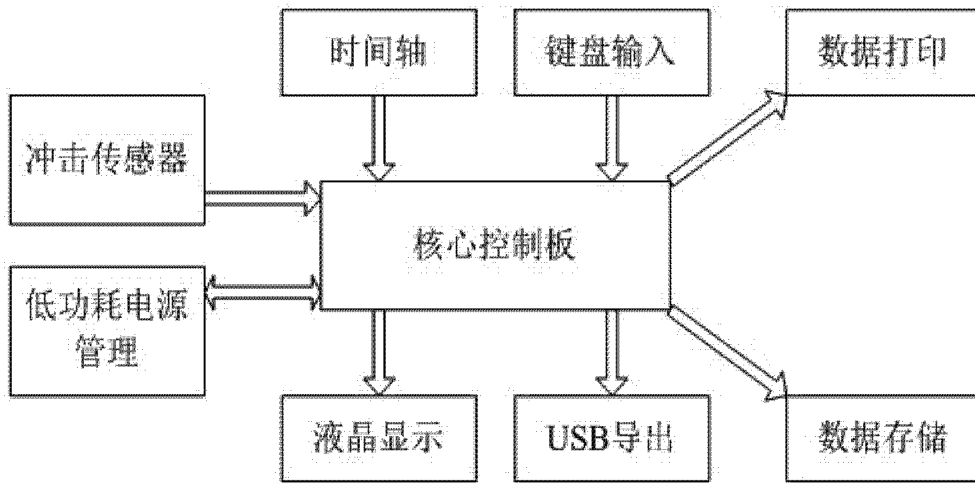 时间轴
键盘输入
数据打印
冲击传感器
核心控制板
低功耗电源
管理
液晶显示
USB导出
数据存储